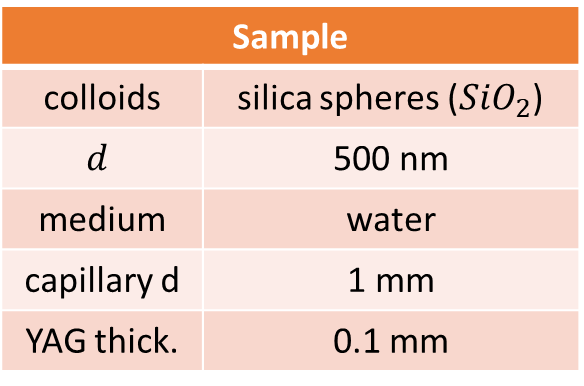 Sample
colloids silica spheres (SiO₂)
d 500 nm
medium water
capillary d 1 mm
YAG thick. 0.1 mm